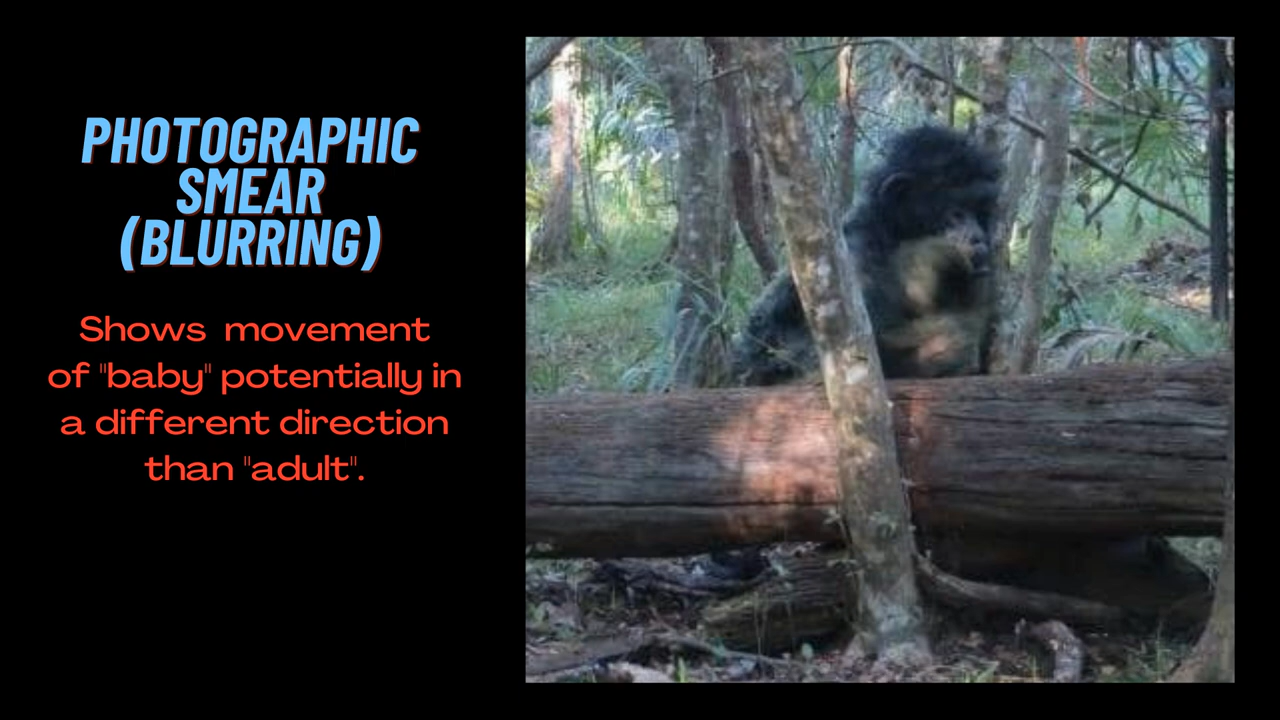 PHOTOGRAPHIC
SMEAR
(BLURRING)
Shows movement
of "baby" potentially in
a different direction
than "adult".